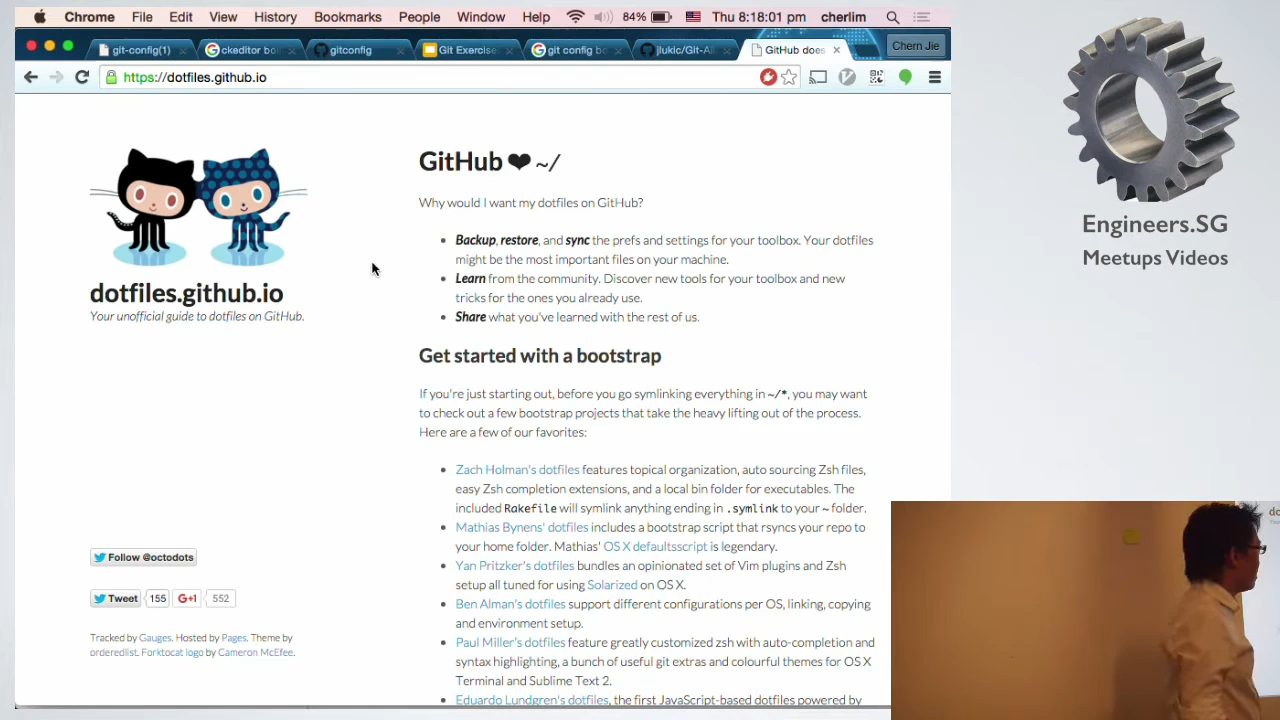 Chrome File Edit View History Bookmarks People Window Help 84% Thu 8:18:01 pm cherlim
git-config(1) ckeditor bo gitconfig Git Exercise git config bo jlukic/Git-Al GitHub does Chern Jie
https://dotfiles.github.io
GitHub ❤ ~/
Why would I want my dotfiles on GitHub?
• Backup, restore, and sync the prefs and settings for your toolbox. Your dotfiles
might be the most important files on your machine.
• Learn from the community. Discover new tools for your toolbox and new
tricks for the ones you already use.
• Share what you've learned with the rest of us.
dotfiles.github.io
Your unofficial guide to dotfiles on GitHub.
Get started with a bootstrap
If you're just starting out, before you go symlinking everything in ~/*, you may want
to check out a few bootstrap projects that take the heavy lifting out of the process.
Here are a few of our favorites:
• Zach Holman's dotfiles features topical organization, auto sourcing Zsh files,
easy Zsh completion extensions, and a local bin folder for executables. The
included Rakefile will symlink anything ending in .symlink to your ~ folder.
• Mathias Bynens' dotfiles includes a bootstrap script that rsyncs your repo to
your home folder. Mathias' OS X defaultsscript is legendary.
• Yan Pritzker's dotfiles bundles an opinionated set of Vim plugins and Zsh
setup all tuned for using Solarized on OS X.
• Ben Alman's dotfiles support different configurations per OS, linking, copying
and environment setup.
• Paul Miller's dotfiles feature greatly customized zsh with auto-completion and
syntax highlighting, a bunch of useful git extras and colourful themes for OS X
Terminal and Sublime Text 2.
• Eduardo Lundgren's dotfiles, the first JavaScript-based dotfiles powered by
Follow @octodots
Tweet 155 +1 552
Tracked by Gauges. Hosted by Pages. Theme by
orderedlist. Forktocat logo by Cameron McEfee.
Engineers.SG
Meetups Videos